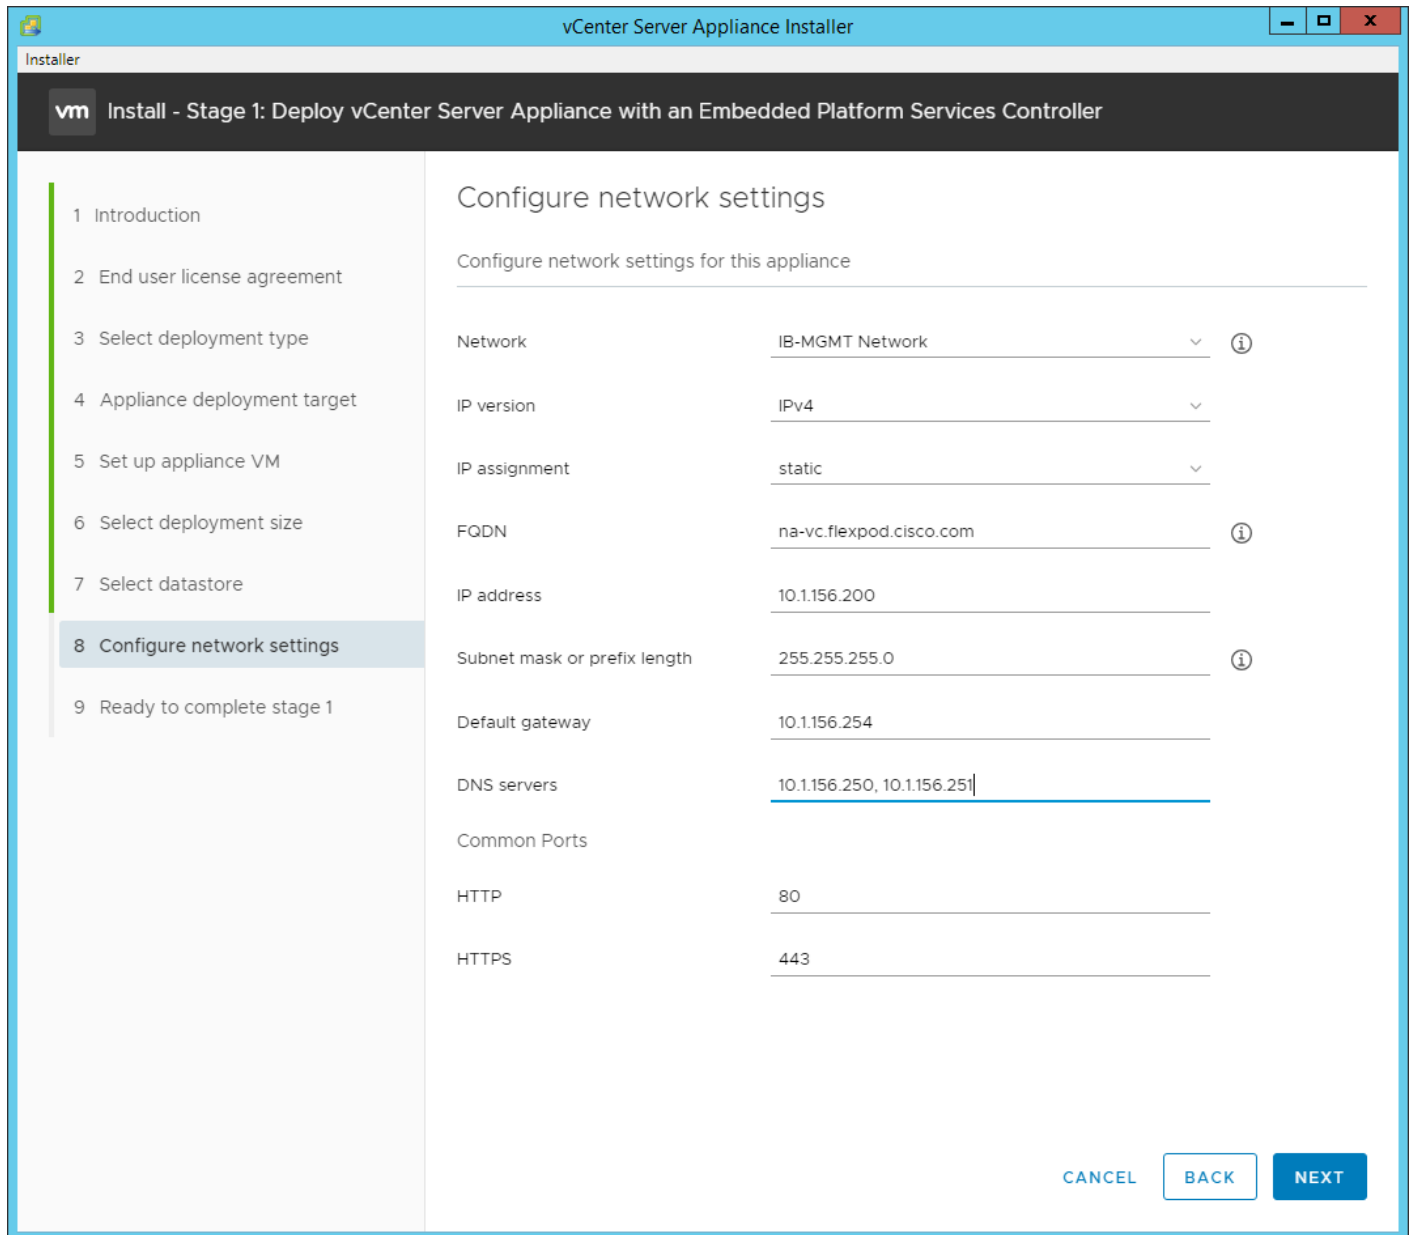 vCenter Server Appliance Installer
Installer
vm Install - Stage 1: Deploy vCenter Server Appliance with an Embedded Platform Services Controller
1 Introduction
2 End user license agreement
3 Select deployment type
4 Appliance deployment target
5 Set up appliance VM
6 Select deployment size
7 Select datastore
8 Configure network settings
9 Ready to complete stage 1
Configure network settings
Configure network settings for this appliance
Network IB-MGMT Network
IP version IPv4
IP assignment static
FQDN na-vc.flexpod.cisco.com
IP address 10.1.156.200
Subnet mask or prefix length 255.255.255.0
Default gateway 10.1.156.254
DNS servers 10.1.156.250, 10.1.156.251
Common Ports
HTTP 80
HTTPS 443
CANCEL BACK NEXT